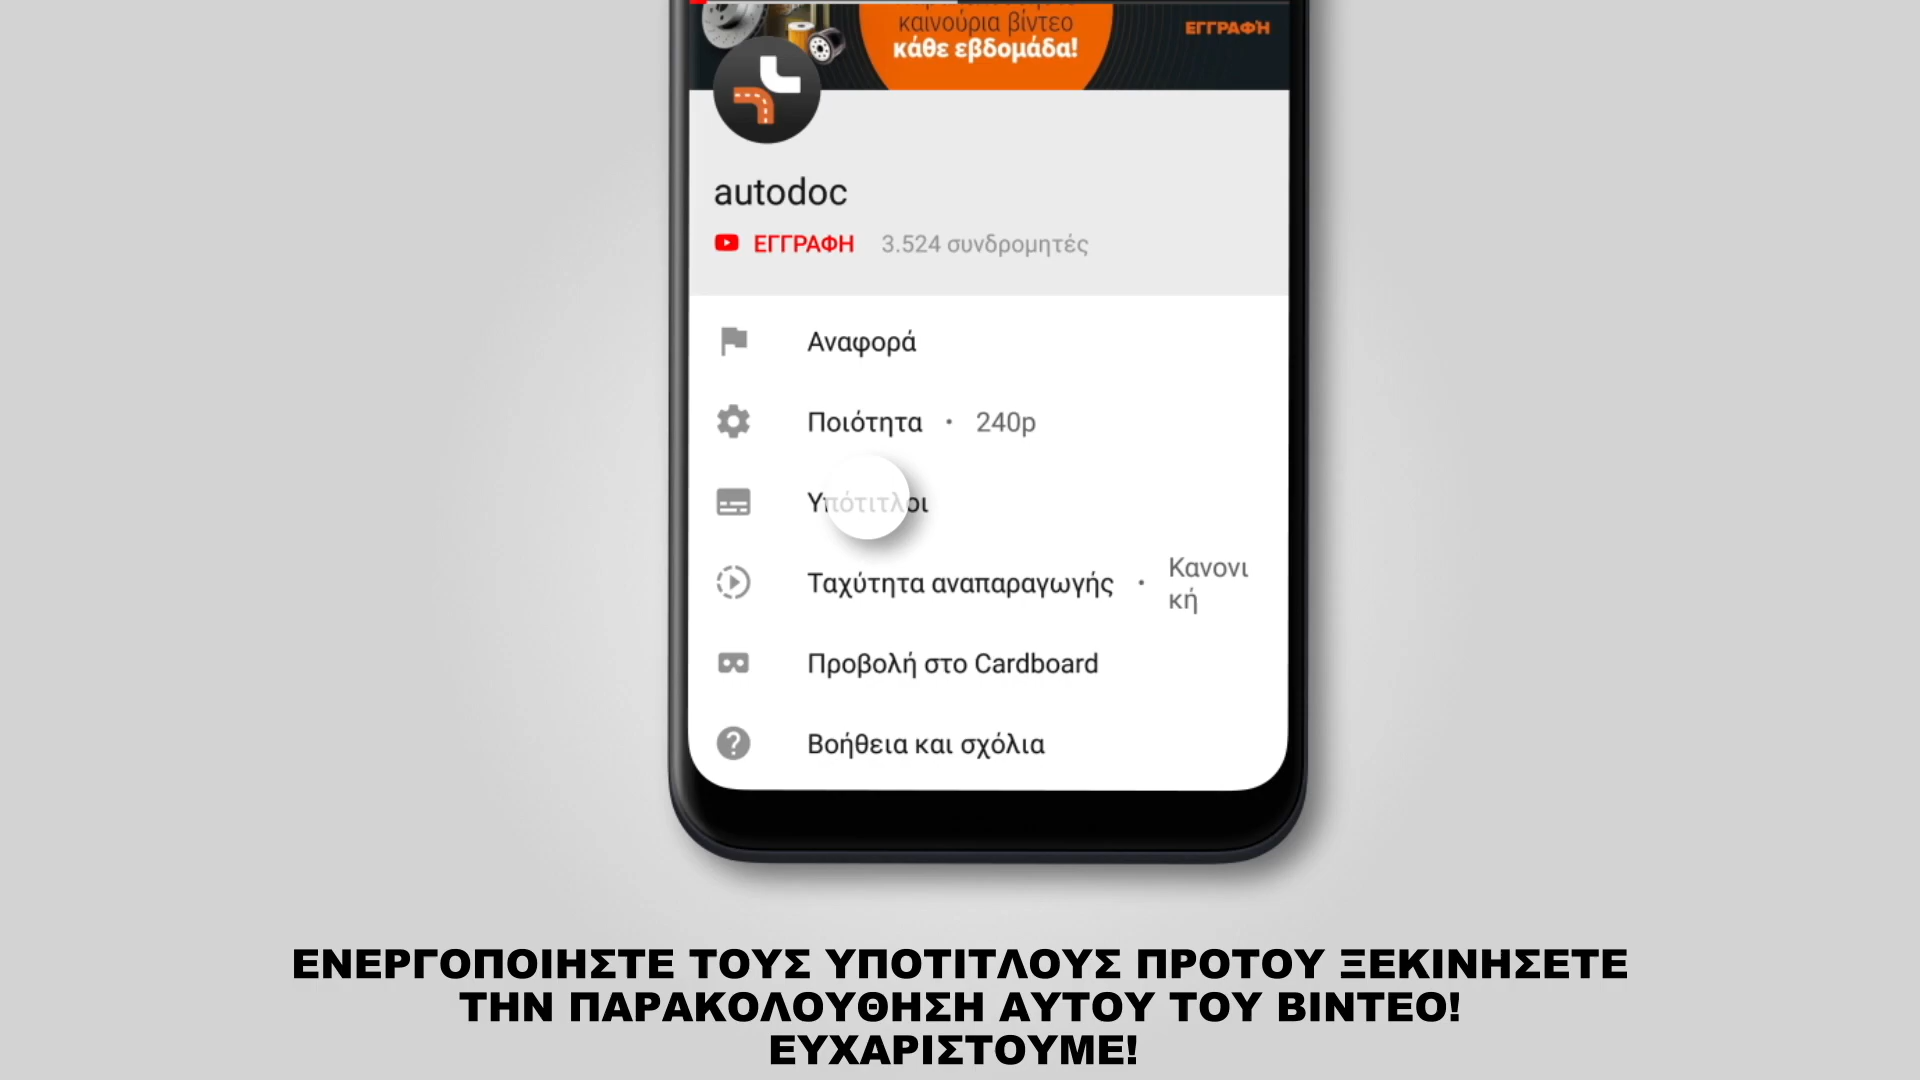 καινούρια βίντεο
κάθε εβδομάδα!
ΕΓΓΡΑΦΉ
autodoc
ΕΓΓΡΑΦΗ 3.524 συνδρομητές
Αναφορά
Ποιότητα • 240p
Υπότιτλοι
Ταχύτητα αναπαραγωγής • Κανονι
κή
Προβολή στο Cardboard
Βοήθεια και σχόλια
ΕΝΕΡΓΟΠΟΙΗΣΤΕ ΤΟΥΣ ΥΠΟΤΙΤΛΟΥΣ ΠΡΟΤΟΥ ΞΕΚΙΝΗΣΕΤΕ
ΤΗΝ ΠΑΡΑΚΟΛΟΥΘΗΣΗ ΑΥΤΟΥ ΤΟΥ ΒΙΝΤΕΟ!
ΕΥΧΑΡΙΣΤΟΥΜΕ!